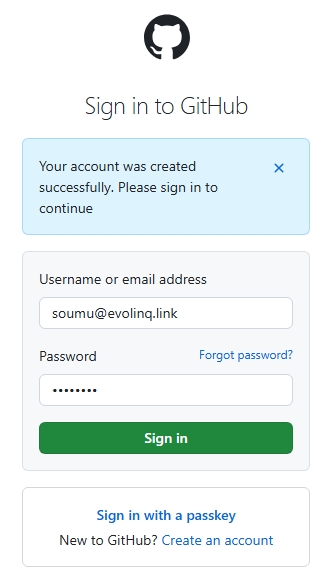 Sign in to GitHub
Your account was created
successfully. Please sign in to
continue
Username or email address
soumu@evolinq.link
Password
Forgot password?
••••••••
Sign in
Sign in with a passkey
New to GitHub? Create an account